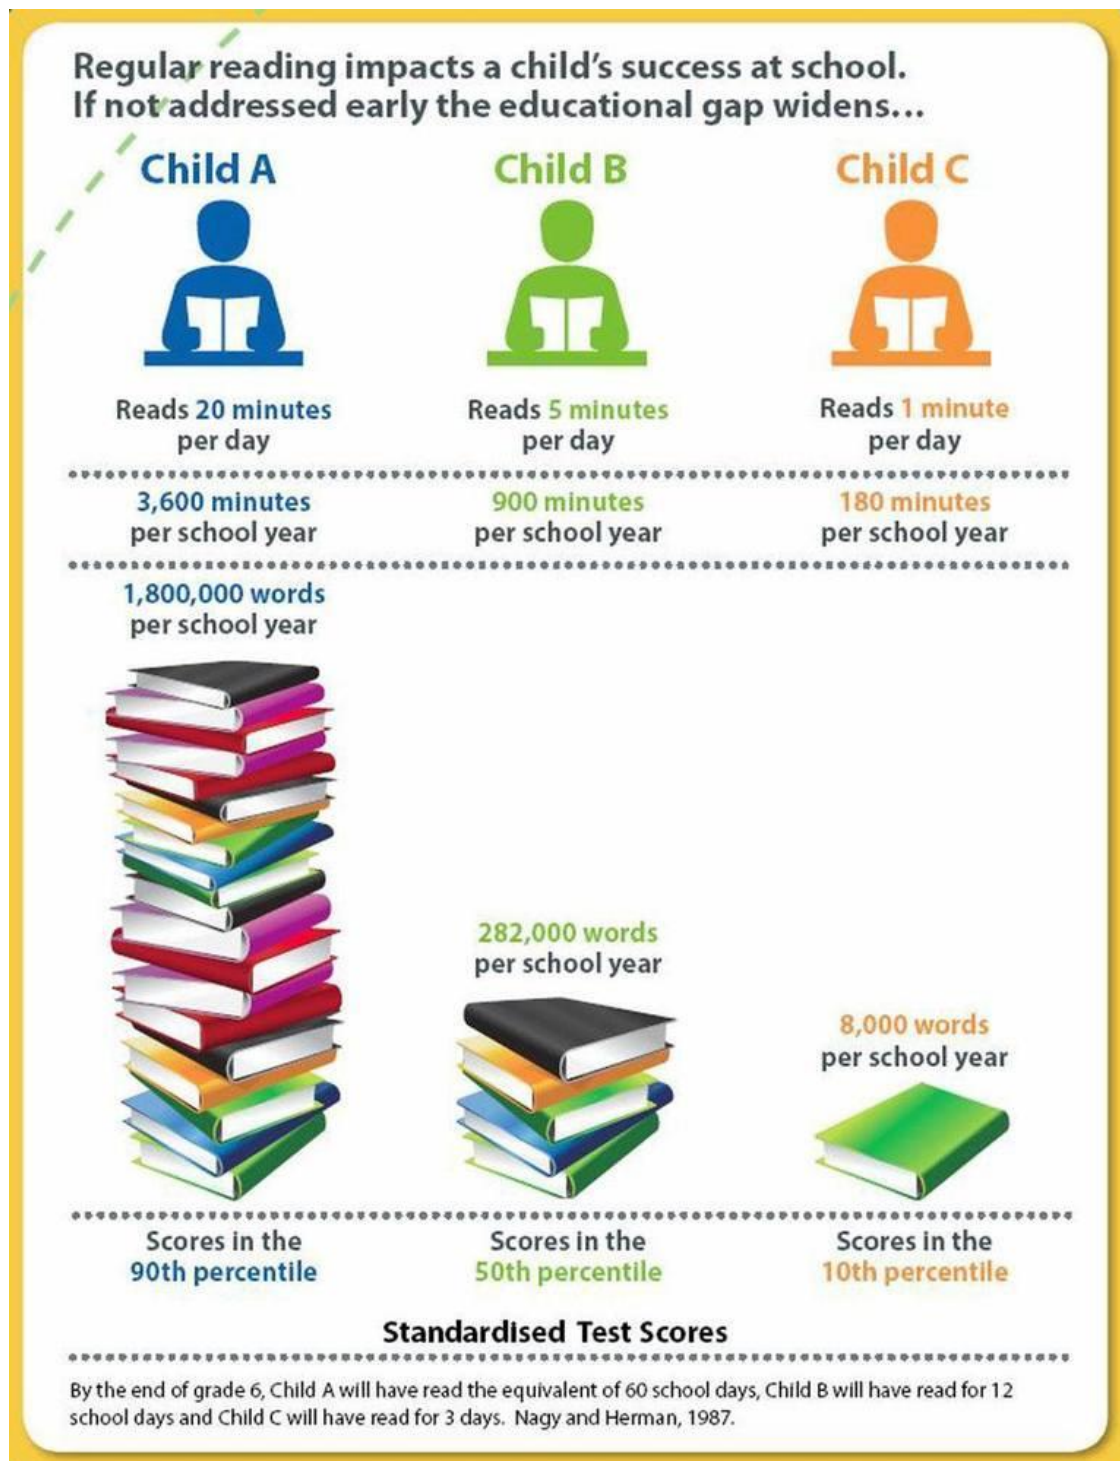 Regular reading impacts a child's success at school.
If not addressed early the educational gap widens...
Child A
Child B
Child C
Reads 20 minutes
per day
Reads 5 minutes
per day
Reads 1 minute
per day
3,600 minutes
per school year
900 minutes
per school year
180 minutes
per school year
1,800,000 words
per school year
282,000 words
per school year
8,000 words
per school year
Scores in the
90th percentile
Scores in the
50th percentile
Scores in the
10th percentile
Standardised Test Scores
By the end of grade 6, Child A will have read the equivalent of 60 school days, Child B will have read for 12
school days and Child C will have read for 3 days. Nagy and Herman, 1987.